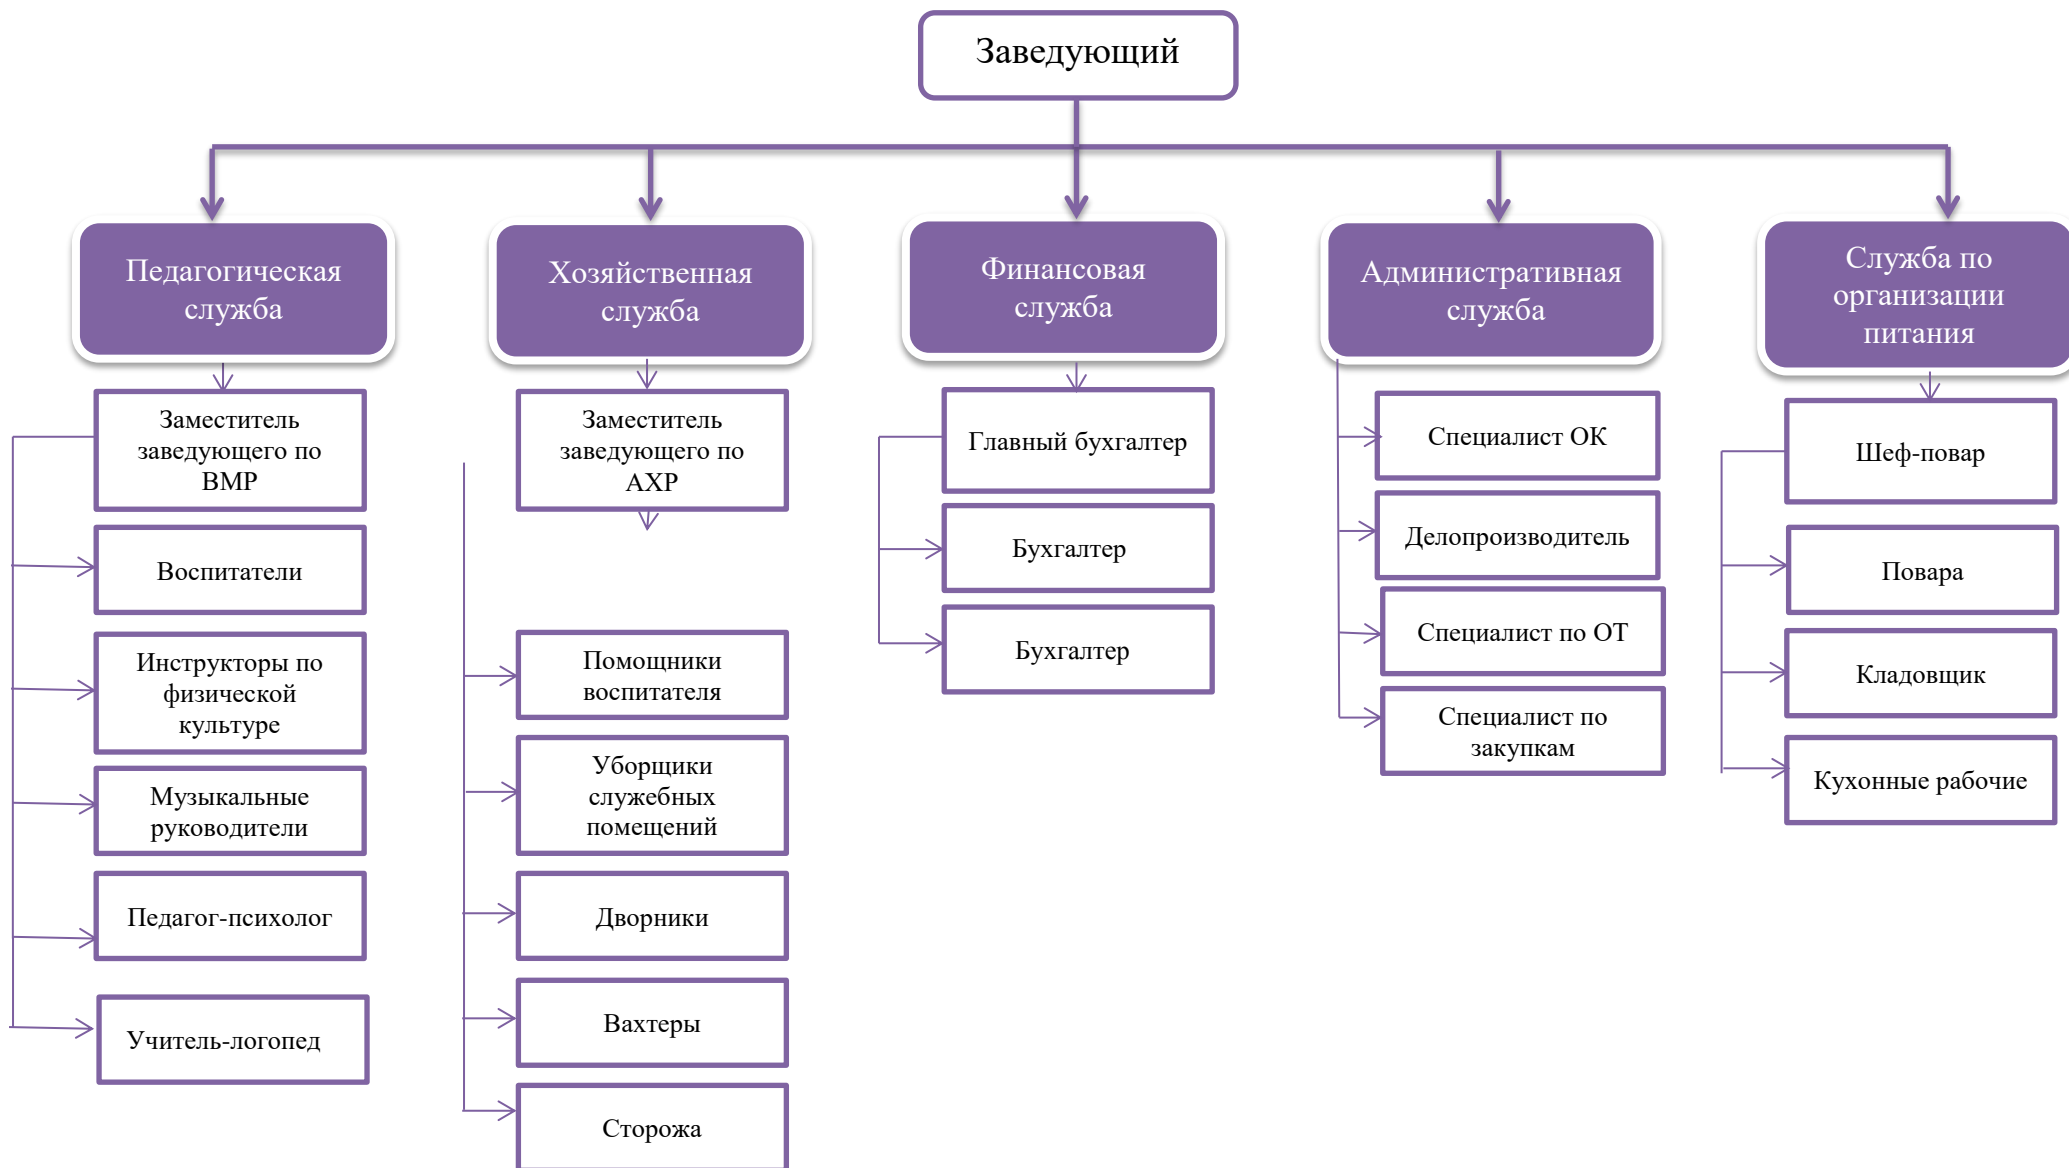 Заведующий
Педагогическая
служба
Хозяйственная
служба
Финансовая
служба
Административная
служба
Служба по
организации
питания
Заместитель
заведующего по
ВМР
Воспитатели
Инструкторы по
физической
культуре
Музыкальные
руководители
Педагог-психолог
Учитель-логопед
Заместитель
заведующего по
АХР
Помощники
воспитателя
Уборщики
служебных
помещений
Дворники
Вахтеры
Сторожа
Главный бухгалтер
Бухгалтер
Бухгалтер
Специалист ОК
Делопроизводитель
Специалист по ОТ
Специалист по
закупкам
Шеф-повар
Повара
Кладовщик
Кухонные рабочие